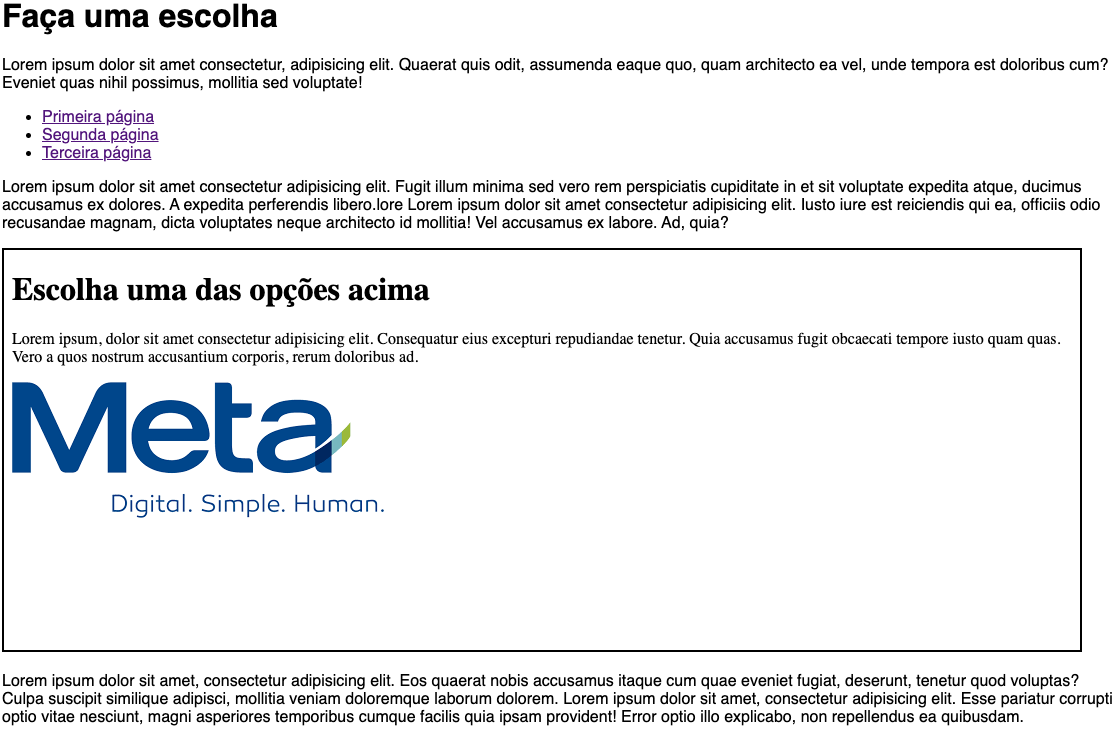 Faça uma escolha
Lorem ipsum dolor sit amet consectetur, adipisicing elit. Quaerat quis odit, assumenda eaque quo, quam architecto ea vel, unde tempora est doloribus cum?
Eveniet quas nihil possimus, mollitia sed voluptate!
Primeira página
Segunda página
Terceira página
Lorem ipsum dolor sit amet consectetur adipisicing elit. Fugit illum minima sed vero rem perspiciatis cupiditate in et sit voluptate expedita atque, ducimus
accusamus ex dolores. A expedita perferendis libero.lore Lorem ipsum dolor sit amet consectetur adipisicing elit. Iusto iure est reiciendis qui ea, officiis odio
recusandae magnam, dicta voluptates neque architecto id mollitia! Vel accusamus ex labore. Ad, quia?
Escolha uma das opções acima
Lorem ipsum, dolor sit amet consectetur adipisicing elit. Consequatur eius excepturi repudiandae tenetur. Quia accusamus fugit obcaecati tempore iusto quam quas.
Vero a quos nostrum accusantium corporis, rerum doloribus ad.
Meta
Digital. Simple. Human.
Lorem ipsum dolor sit amet, consectetur adipisicing elit. Eos quaerat nobis accusamus itaque cum quae eveniet fugiat, deserunt, tenetur quod voluptas?
Culpa suscipit similique adipisci, mollitia veniam doloremque laborum dolorem. Lorem ipsum dolor sit amet, consectetur adipisicing elit. Esse pariatur corrupti
optio vitae nesciunt, magni asperiores temporibus cumque facilis quia ipsam provident! Error optio illo explicabo, non repellendus ea quibusdam.